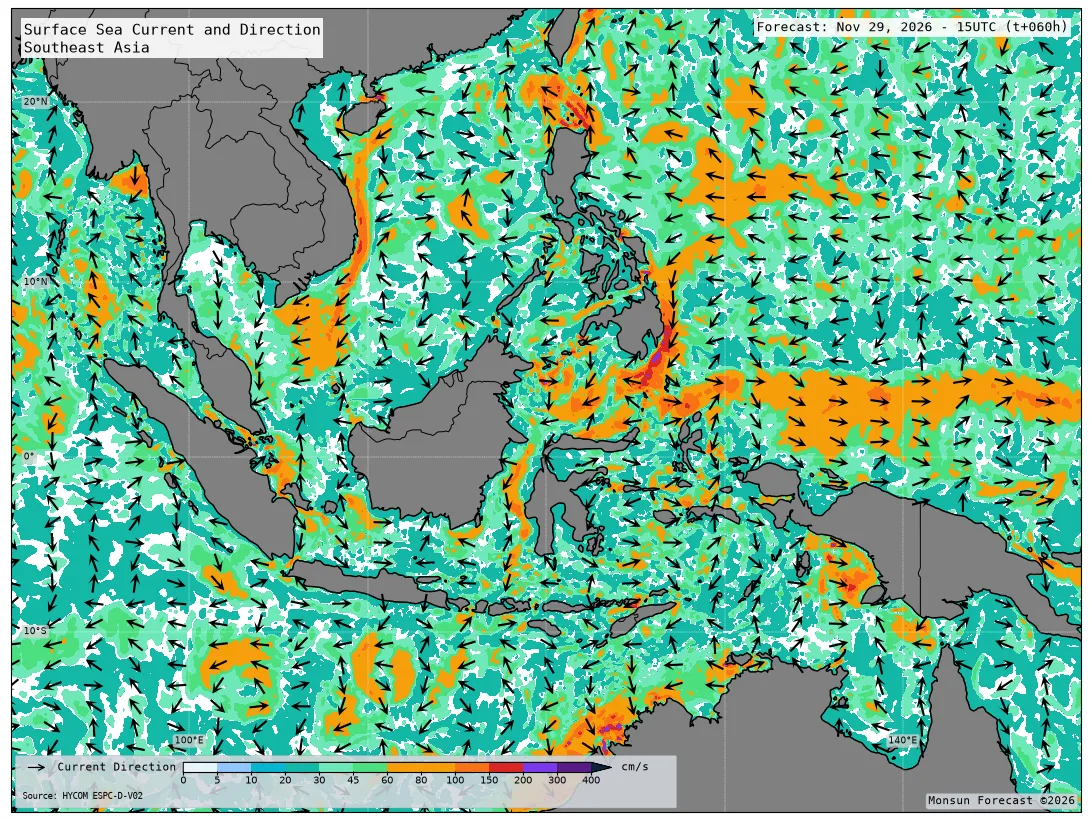 Surface Sea Current and Direction
Southeast Asia
Forecast: Nov 29, 2026 - 15UTC (t+060h)
20°N
10°N
0°
10°S
100°E
140°E
Current Direction
0 5 10 20 30 45 60 80 100 150 200 300 400
cm/s
Source: HYCOM ESPC-D-V02
Monsun Forecast ©2026